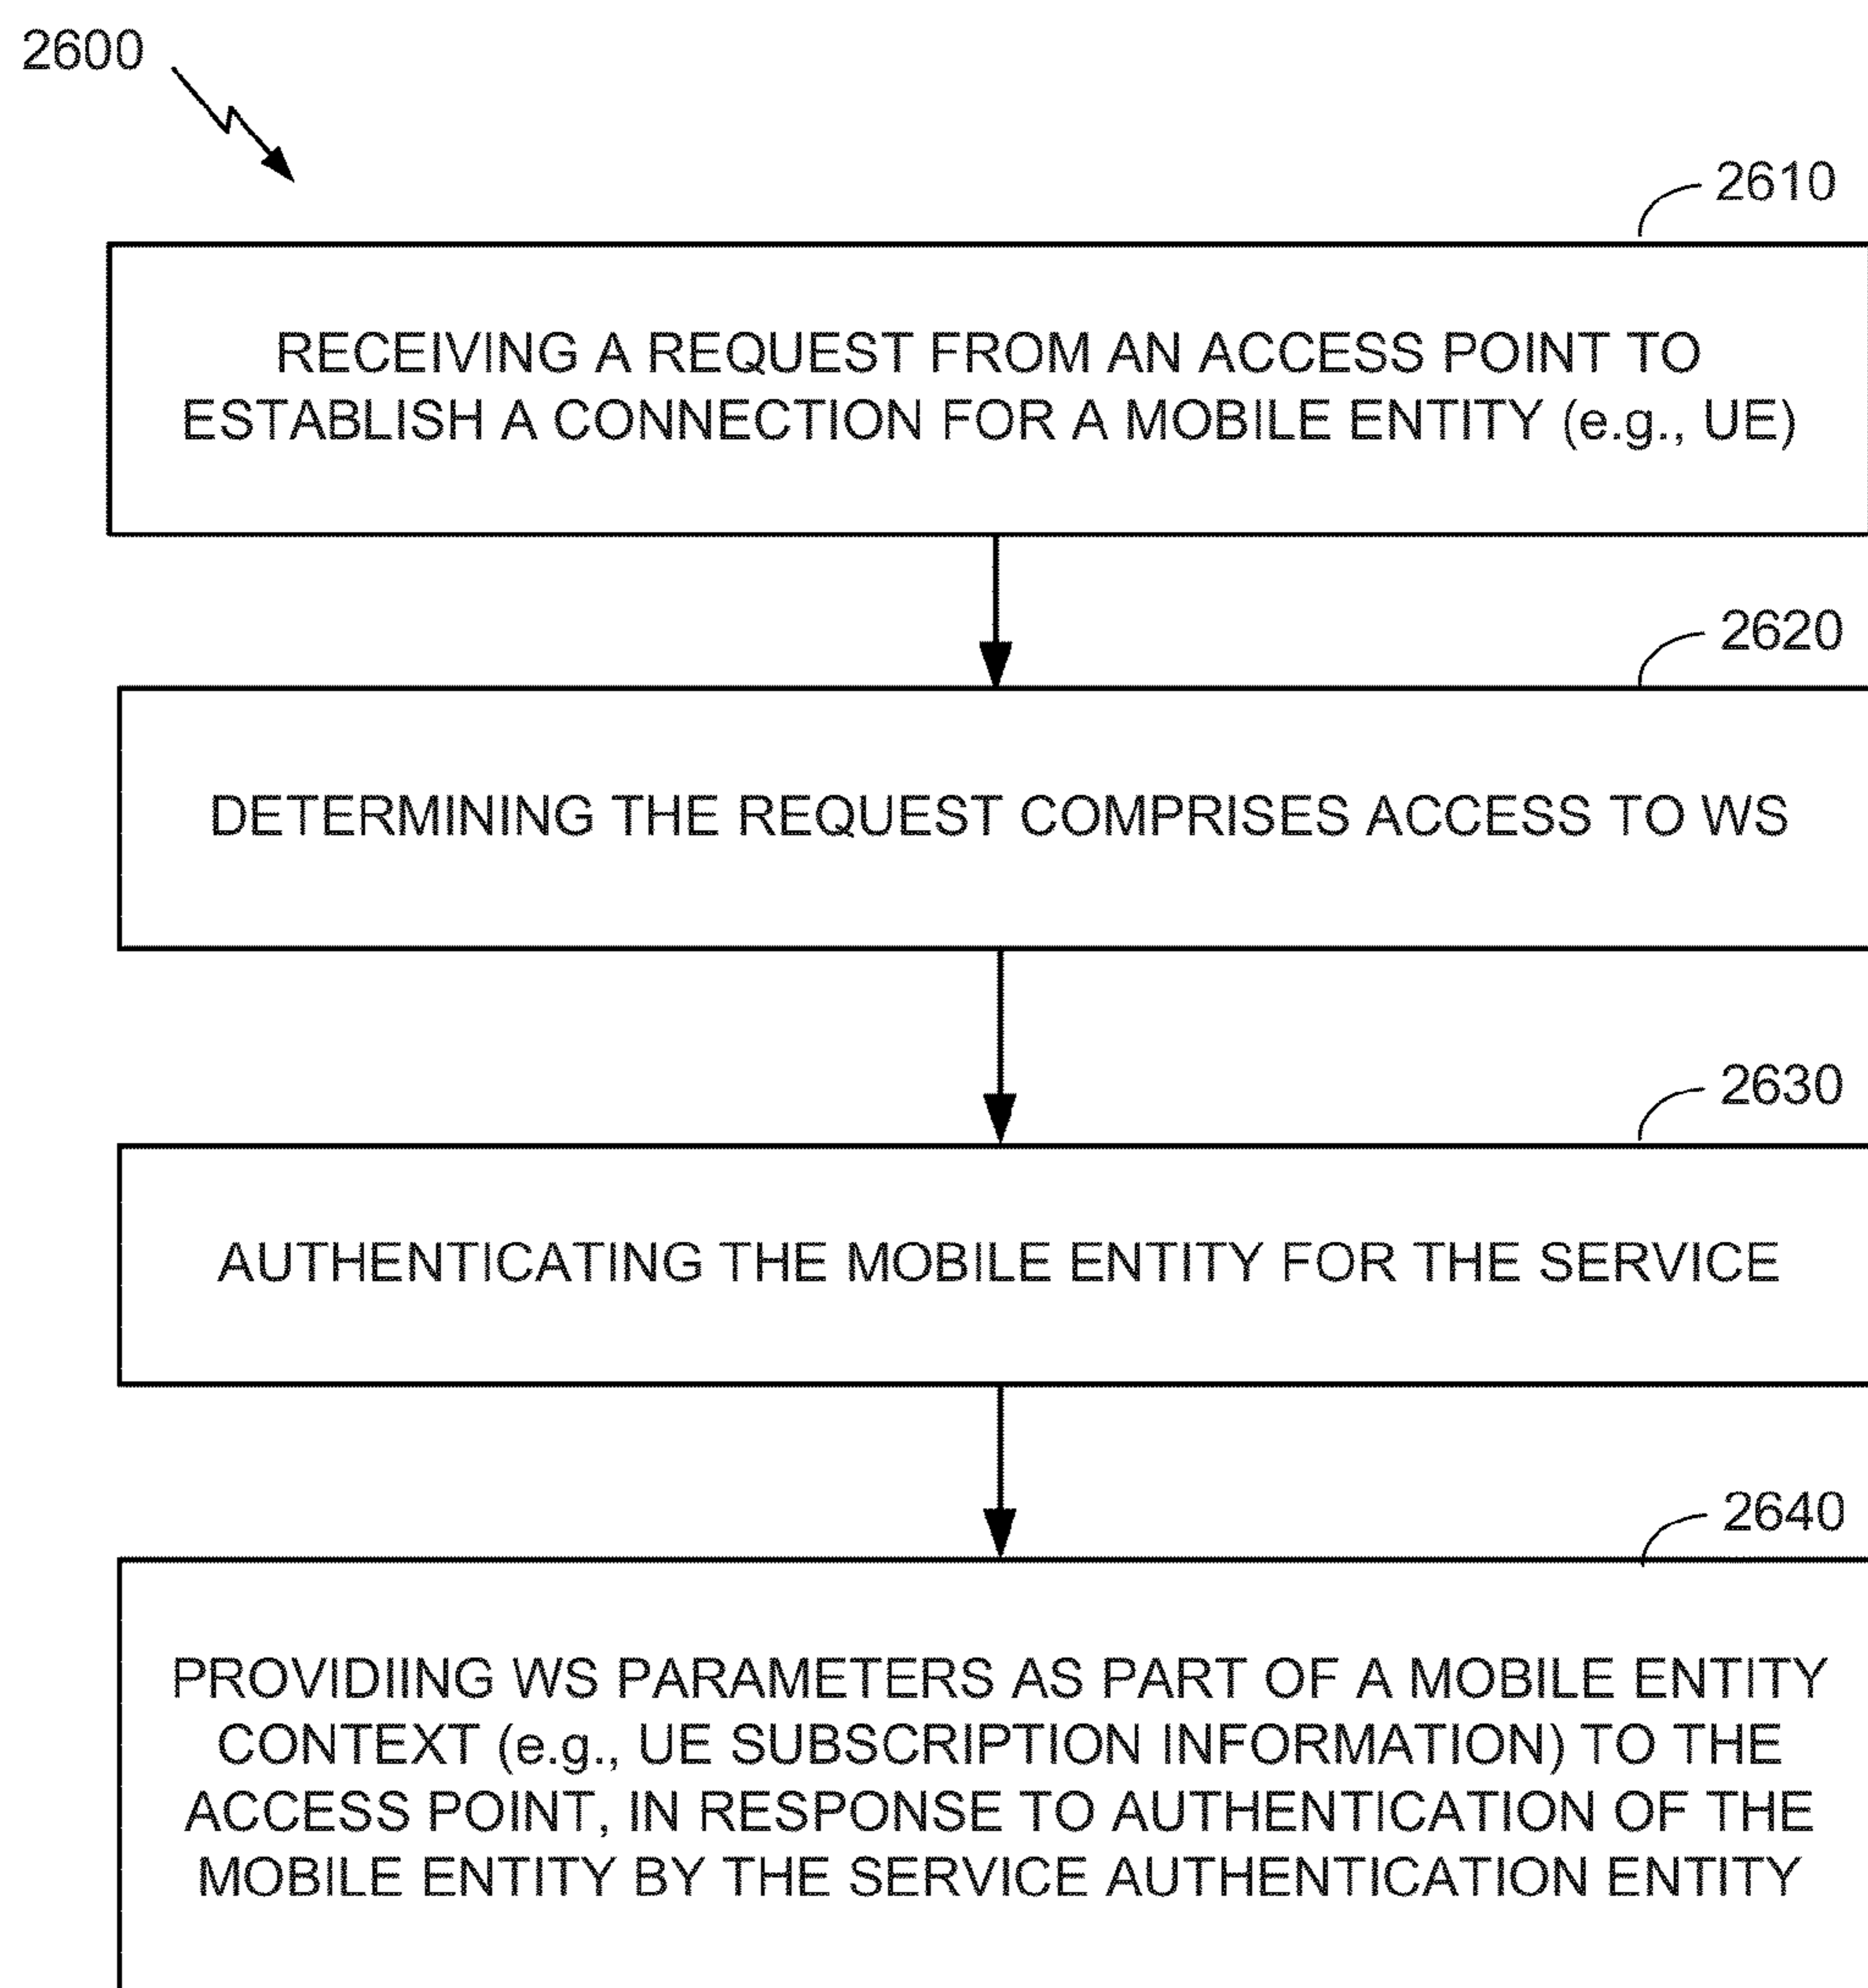 2600
2610
RECEIVING A REQUEST FROM AN ACCESS POINT TO
ESTABLISH A CONNECTION FOR A MOBILE ENTITY (e.g., UE)
2620
DETERMINING THE REQUEST COMPRISES ACCESS TO WS
2630
AUTHENTICATING THE MOBILE ENTITY FOR THE SERVICE
2640
PROVIDIING WS PARAMETERS AS PART OF A MOBILE ENTITY
CONTEXT (e.g., UE SUBSCRIPTION INFORMATION) TO THE
ACCESS POINT, IN RESPONSE TO AUTHENTICATION OF THE
MOBILE ENTITY BY THE SERVICE AUTHENTICATION ENTITY